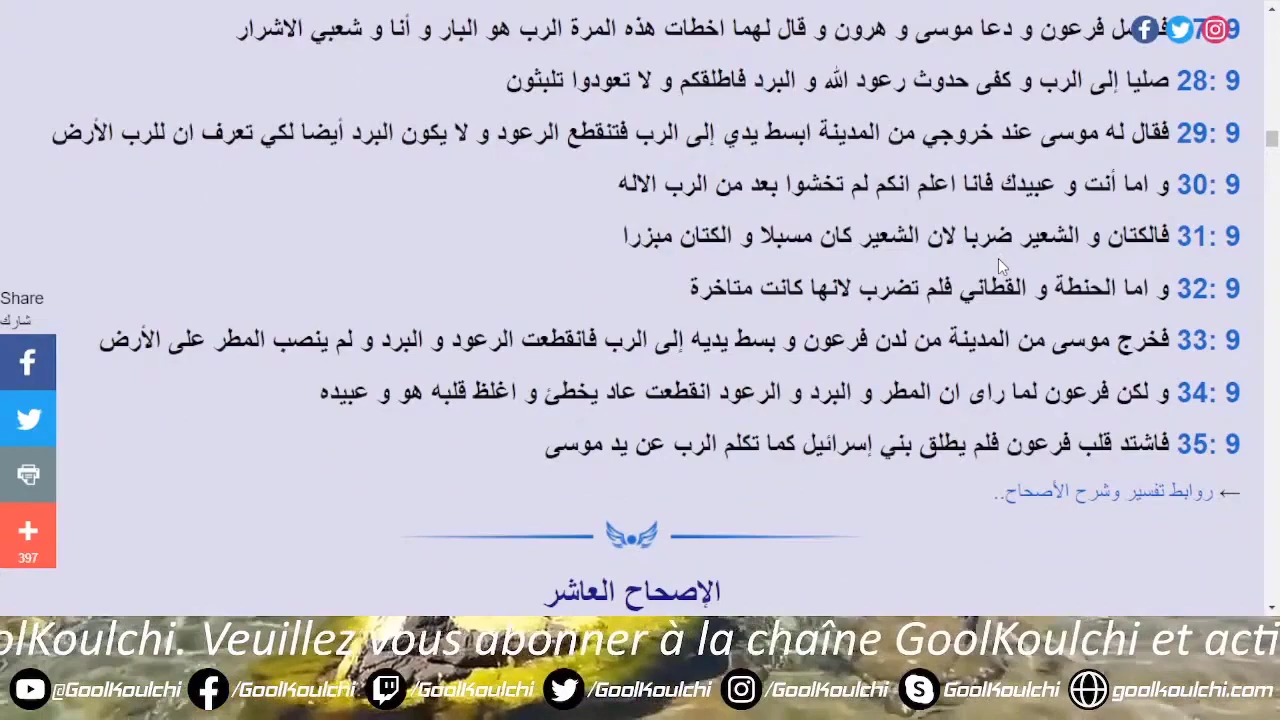 9 فرعون و دعا موسى و هرون و قال لهما اخطات هذه المرة الرب هو البار و أنا و شعبي الاشرار
9 :28 صليا إلى الرب و كفى حدوث رعود الله و البرد فاطلقكم و لا تعودوا تلبثون
9 :29 فقال له موسى عند خروجي من المدينة ابسط يدي إلى الرب فتنقطع الرعود و لا يكون البرد أيضا لكي تعرف ان للرب الأرض
9 :30 و اما أنت و عبيدك فانا اعلم انكم لم تخشوا بعد من الرب الاله
9 :31 فالكتان و الشعير ضربا لان الشعير كان مسبلا و الكتان مبزرا
9 :32 و اما الحنطة و القطاني فلم تضرب لانها كانت متاخرة
9 :33 فخرج موسى من المدينة من لدن فرعون و بسط يديه إلى الرب فانقطعت الرعود و البرد و لم ينصب المطر على الأرض
9 :34 و لكن فرعون لما راى ان المطر و البرد و الرعود انقطعت عاد يخطئ و اغلظ قلبه هو و عبيده
9 :35 فاشتد قلب فرعون فلم يطلق بني إسرائيل كما تكلم الرب عن يد موسى
← روابط تفسير وشرح الأصحاح..
الإصحاح العاشر
Share
شارك
397
olKoulchi. Veuillez vous abonner à la chaîne GoolKoulchi et acti
@GoolKoulchi /GoolKoulchi /GoolKoulchi /GoolKoulchi /GoolKoulchi GoolKoulchi goolkoulchi.com